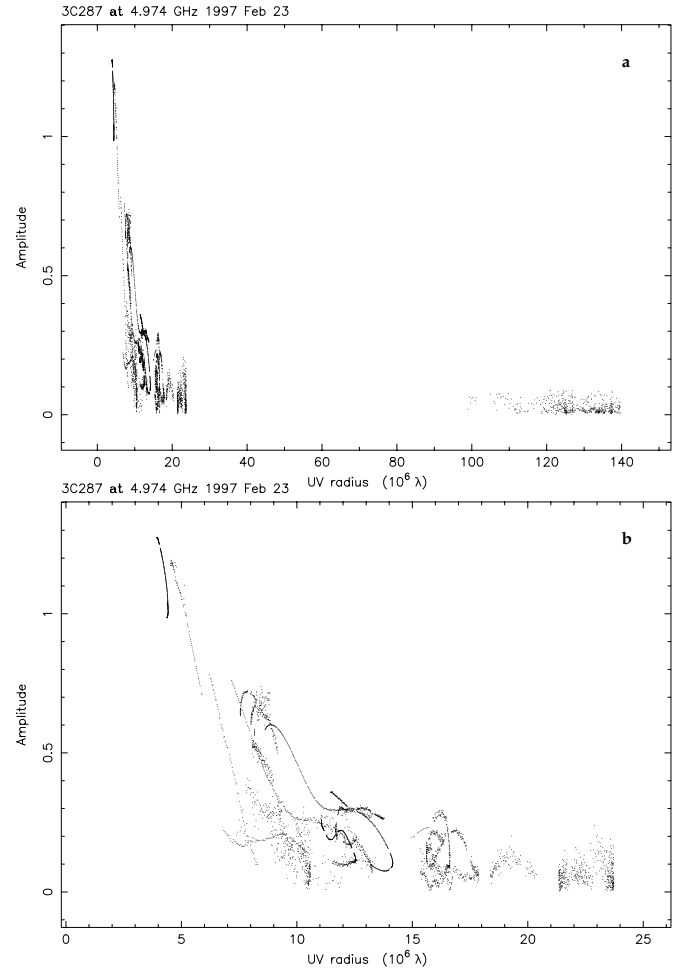 3C287 at 4.974 GHz 1997 Feb 23
a
1
0.5
0
Amplitude
0 20 40 60 80 100 120 140
UV radius (10⁶ λ)
3C287 at 4.974 GHz 1997 Feb 23
b
1
0.5
0
Amplitude
0 5 10 15 20 25
UV radius (10⁶ λ)